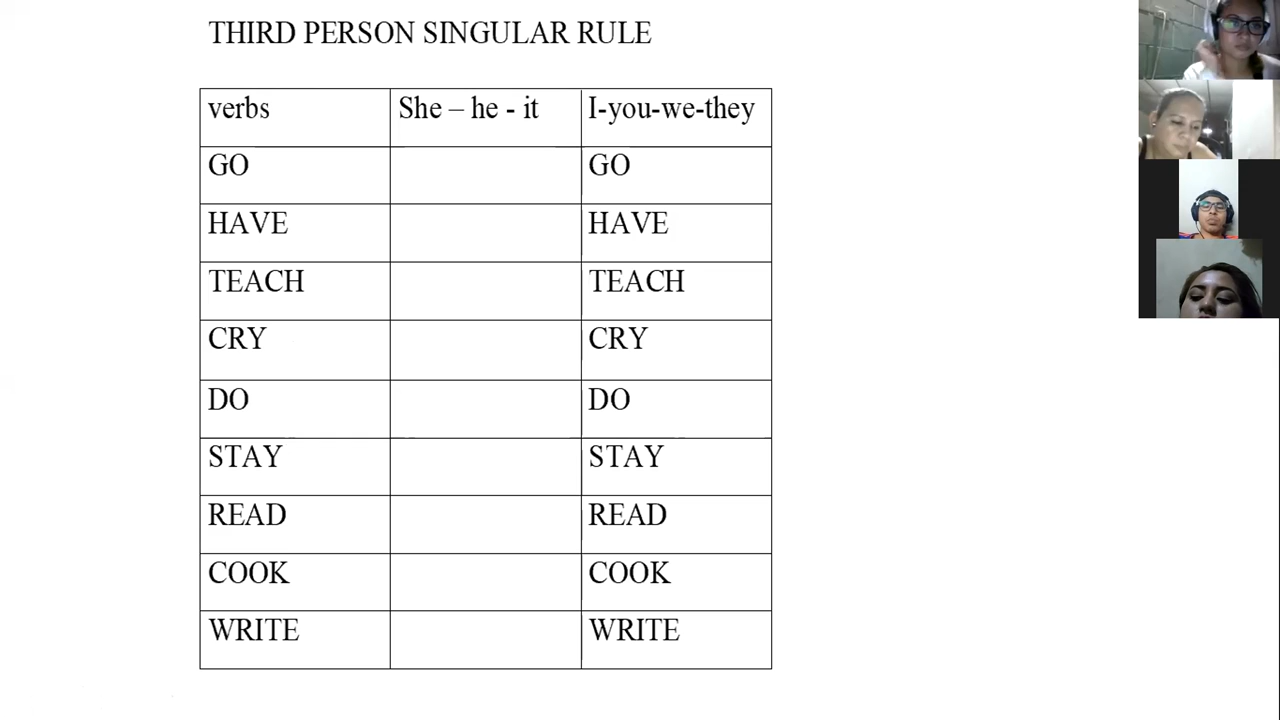 THIRD PERSON SINGULAR RULE
verbs She – he - it I-you-we-they
GO GO
HAVE HAVE
TEACH TEACH
CRY CRY
DO DO
STAY STAY
READ READ
COOK COOK
WRITE WRITE